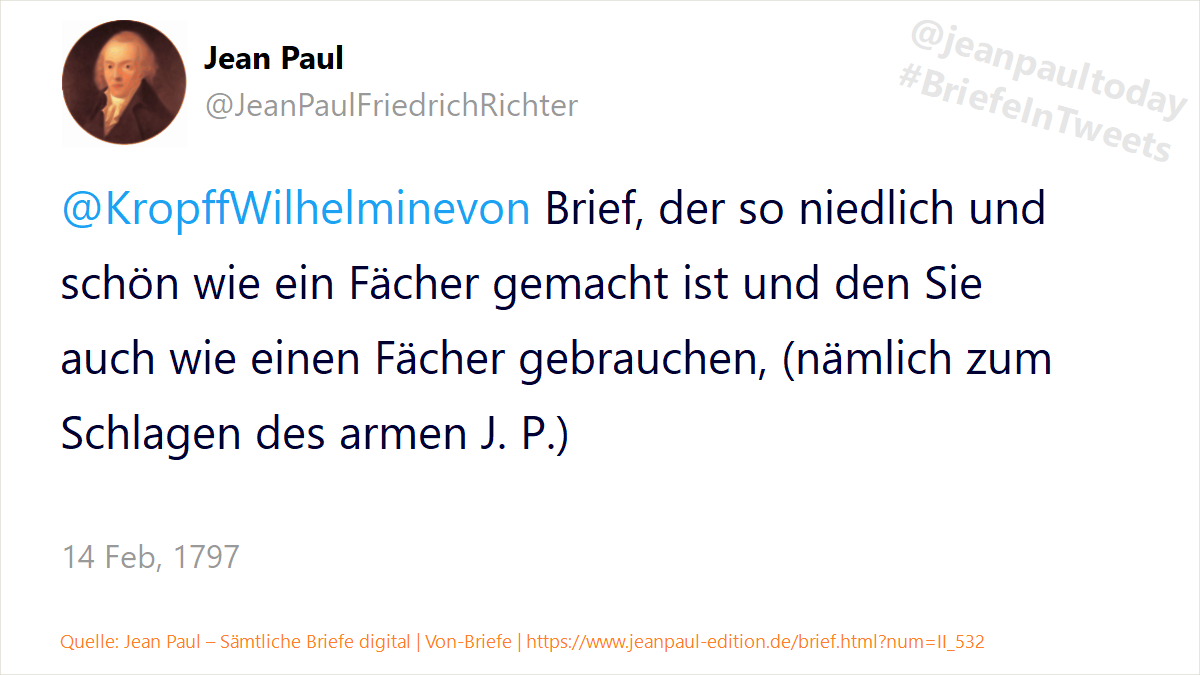 Jean Paul
@JeanPaulFriedrichRichter
@jeanpaultoday
#BriefeInTweets
@KropffWilhelminevon Brief, der so niedlich und
schön wie ein Fächer gemacht ist und den Sie
auch wie einen Fächer gebrauchen, (nämlich zum
Schlagen des armen J. P.)
14 Feb, 1797
Quelle: Jean Paul – Sämtliche Briefe digital | Von-Briefe | https://www.jeanpaul-edition.de/brief.html?num=II_532